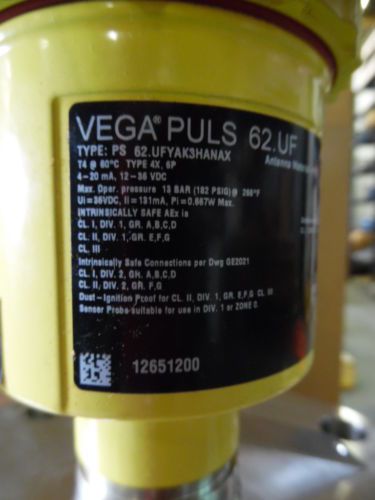 VEGA® PULS 62.UF
TYPE: PS 62.UFYAK3HANAX
Antenna
T4 @ 60°C TYPE 4X, 6P
4-20 mA, 12-36 VDC
Max. Oper. pressure 13 BAR (182 PSIG)@ 266°F
Ui=36VDC, Ii=131mA, Pi=0.667W Max.
INTRINSICALLY SAFE AEx ia
CL. I, DIV. 1, GR. A,B,C,D
CL. II, DIV. 1, GR. E,F,G
CL. III
Intrinsically Safe Connections per Dwg GE2021
CL. I, DIV. 2, GR. A,B,C,D
CL. II, DIV. 2, GR. F,G
Dust-Ignition Proof for CL. II, DIV. 1, GR. E,F,G CL. III
Sensor Probe suitable for use in DIV. 1 or ZONE 0.
12651200